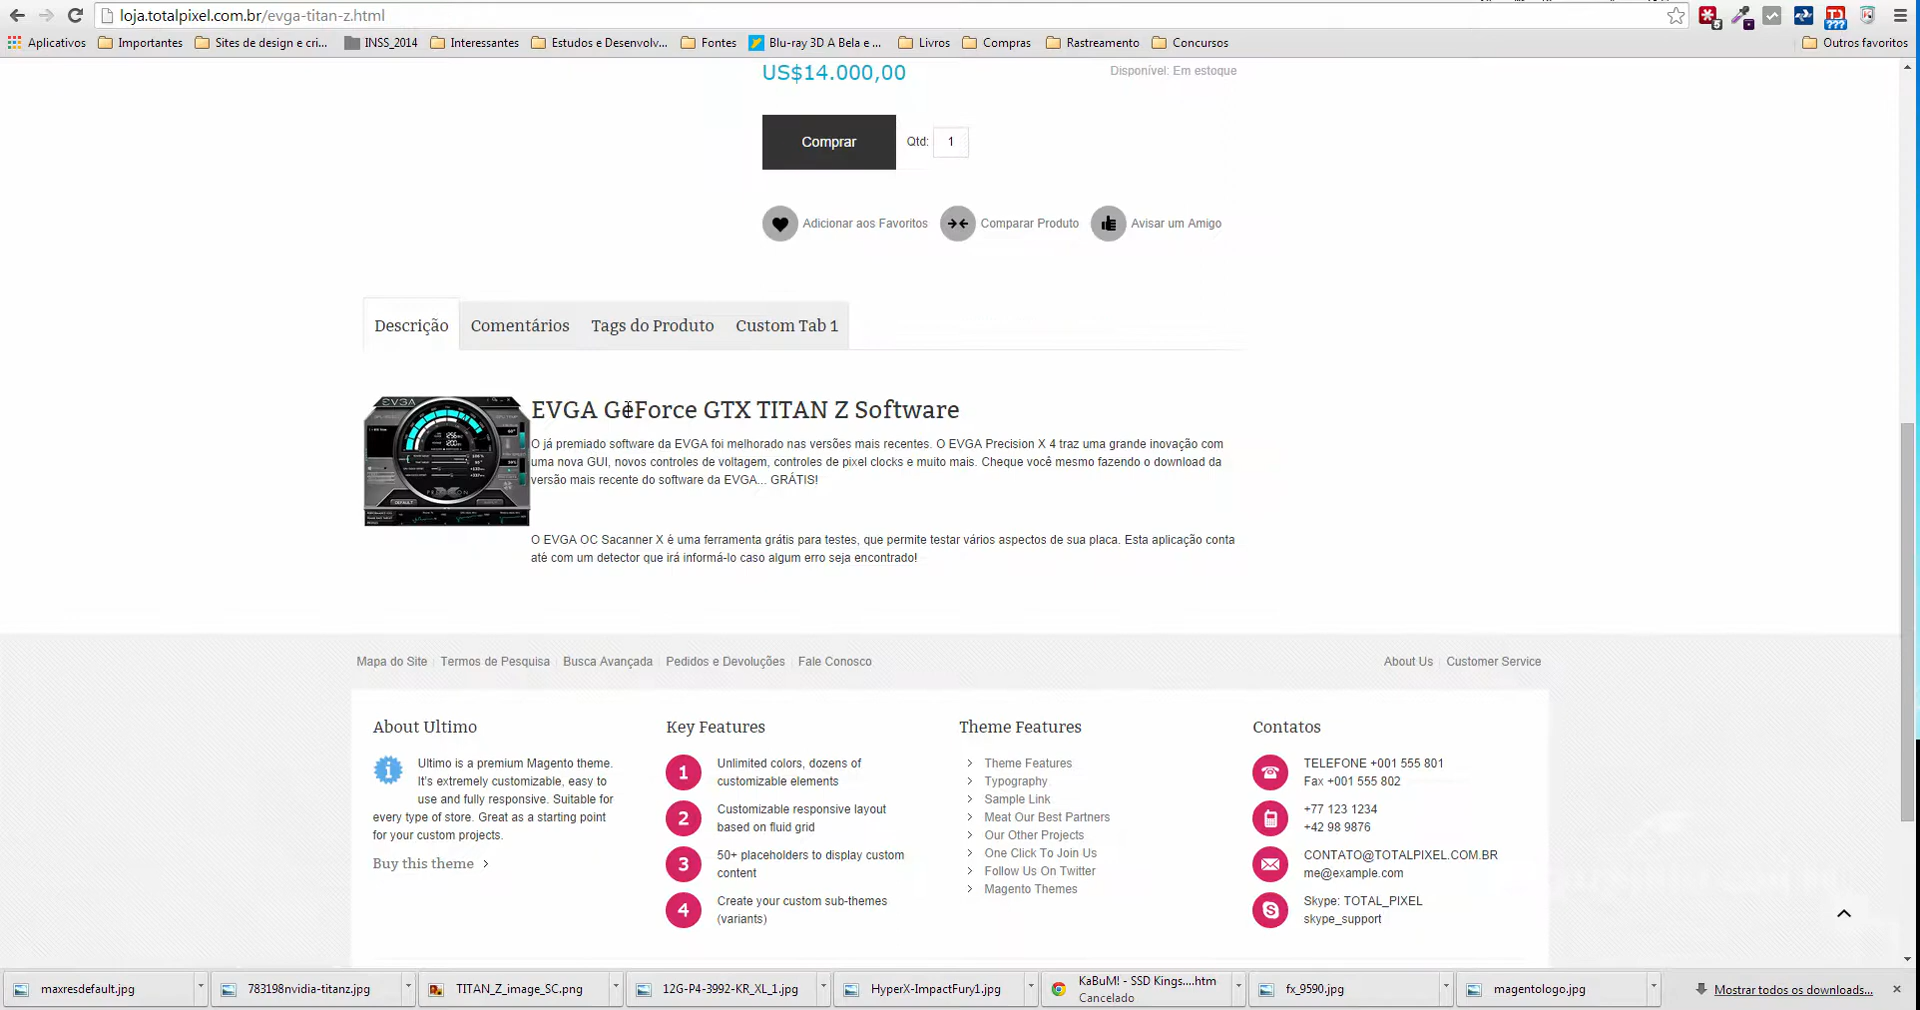 loja.totalpixel.com.br/evga-titan-z.html
Aplicativos Importantes Sites de design e cri... INSS_2014 Interessantes Estudos e Desenvolv... Fontes Blu-ray 3D A Bela e ... Livros Compras Rastreamento Concursos Outros favoritos
US$14.000,00 Disponível: Em estoque
Comprar Qtd: 1
Adicionar aos Favoritos Comparar Produto Avisar um Amigo
Descrição Comentários Tags do Produto Custom Tab 1
EVGA GeForce GTX TITAN Z Software
O já premiado software da EVGA foi melhorado nas versões mais recentes. O EVGA Precision X 4 traz uma grande inovação com
uma nova GUI, novos controles de voltagem, controles de pixel clocks e muito mais. Cheque você mesmo fazendo o download da
versão mais recente do software da EVGA... GRÁTIS!
O EVGA OC Sacanner X é uma ferramenta grátis para testes, que permite testar vários aspectos de sua placa. Esta aplicação conta
até com um detector que irá informá-lo caso algum erro seja encontrado!
Mapa do Site Termos de Pesquisa Busca Avançada Pedidos e Devoluções Fale Conosco About Us Customer Service
About Ultimo
Ultimo is a premium Magento theme.
It's extremely customizable, easy to
use and fully responsive. Suitable for
every type of store. Great as a starting point
for your custom projects.
Buy this theme
Key Features
1 Unlimited colors, dozens of
customizable elements
2 Customizable responsive layout
based on fluid grid
3 50+ placeholders to display custom
content
4 Create your custom sub-themes
(variants)
Theme Features
Theme Features
Typography
Sample Link
Meat Our Best Partners
Our Other Projects
One Click To Join Us
Follow Us On Twitter
Magento Themes
Contatos
TELEFONE +001 555 801
Fax +001 555 802
+77 123 1234
+42 98 9876
CONTATO@TOTALPIXEL.COM.BR
me@example.com
Skype: TOTAL_PIXEL
skype_support
maxresdefault.jpg 783198nvidia-titanz.jpg TITAN_Z_image_SC.png 12G-P4-3992-KR_XL_1.jpg HyperX-ImpactFury1.jpg KaBuM! - SSD Kings....htm fx_9590.jpg magentologo.jpg Mostrar todos os downloads...
Cancelado